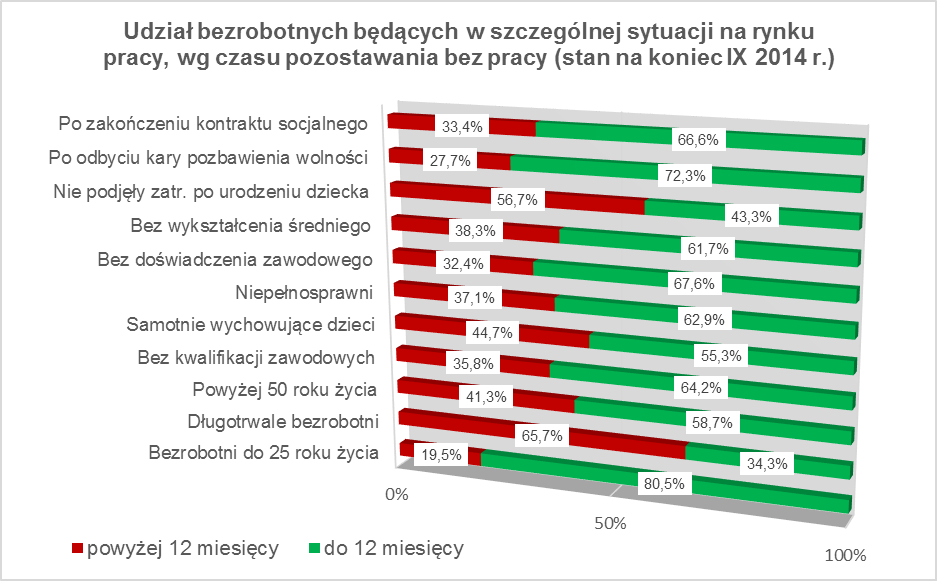 Udział bezrobotnych będących w szczególnej sytuacji na rynku
pracy, wg czasu pozostawania bez pracy (stan na koniec IX 2014 r.)
Po zakończeniu kontraktu socjalnego
33,4%
66,6%
Po odbyciu kary pozbawienia wolności
27,7%
72,3%
Nie podjęły zatr. po urodzeniu dziecka
56,7%
43,3%
Bez wykształcenia średniego
38,3%
61,7%
Bez doświadczenia zawodowego
32,4%
67,6%
Niepełnosprawni
37,1%
62,9%
Samotnie wychowujące dzieci
44,7%
55,3%
Bez kwalifikacji zawodowych
35,8%
64,2%
Powyżej 50 roku życia
41,3%
58,7%
Długotrwale bezrobotni
65,7%
34,3%
Bezrobotni do 25 roku życia
19,5%
80,5%
0%
50%
100%
powyżej 12 miesięcy
do 12 miesięcy